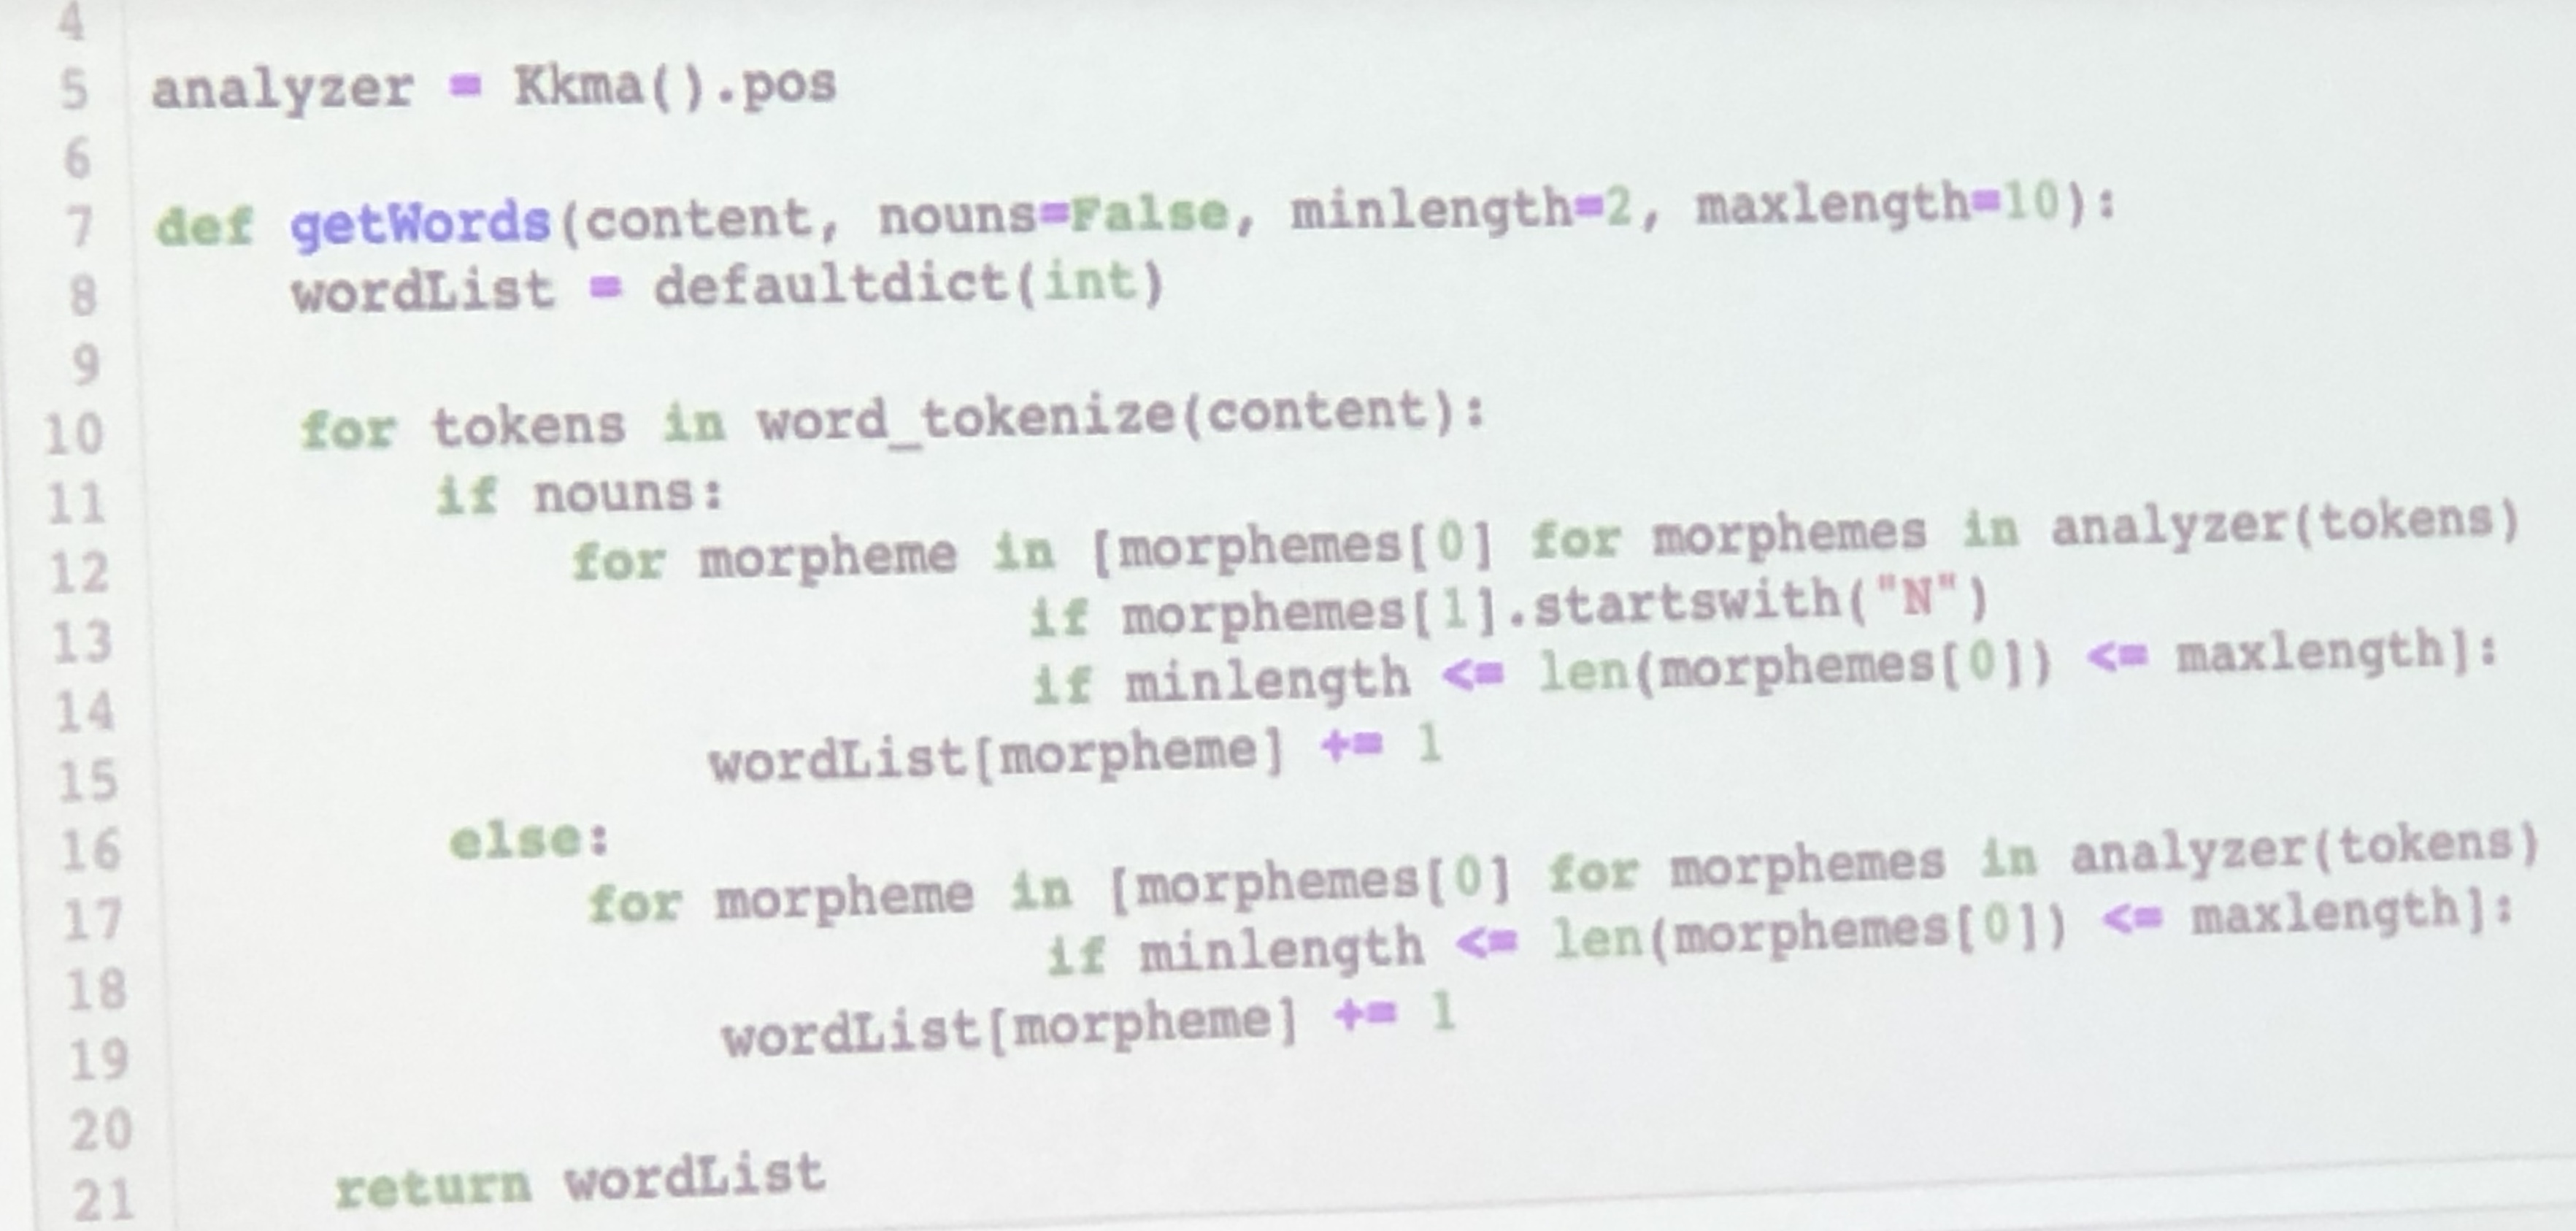 4
5 analyzer = Kkma().pos
6
7 def getWords(content, nouns=False, minlength=2, maxlength=10):
8     wordList = defaultdict(int)
9
10     for tokens in word_tokenize(content):
11         if nouns:
12             for morpheme in [morphemes[0] for morphemes in analyzer(tokens)
13                              if morphemes[1].startswith("N")
14                              if minlength <= len(morphemes[0]) <= maxlength]:
15                 wordList[morpheme] += 1
16         else:
17             for morpheme in [morphemes[0] for morphemes in analyzer(tokens)
18                              if minlength <= len(morphemes[0]) <= maxlength]:
19                 wordList[morpheme] += 1
20
21     return wordList